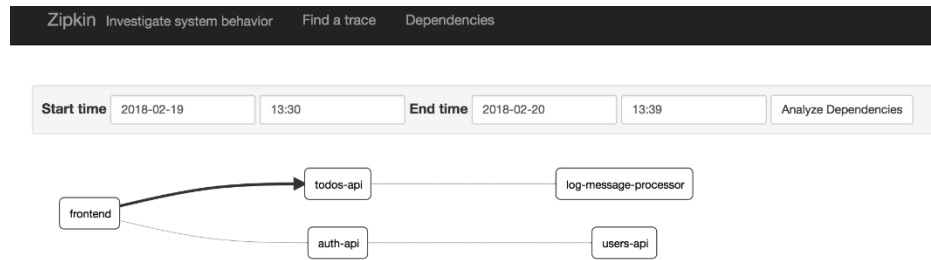 Zipkin Investigate system behavior Find a trace Dependencies
Start time 2018-02-19 13:30 End time 2018-02-20 13:39 Analyze Dependencies
todos-api log-message-processor
frontend
auth-api users-api